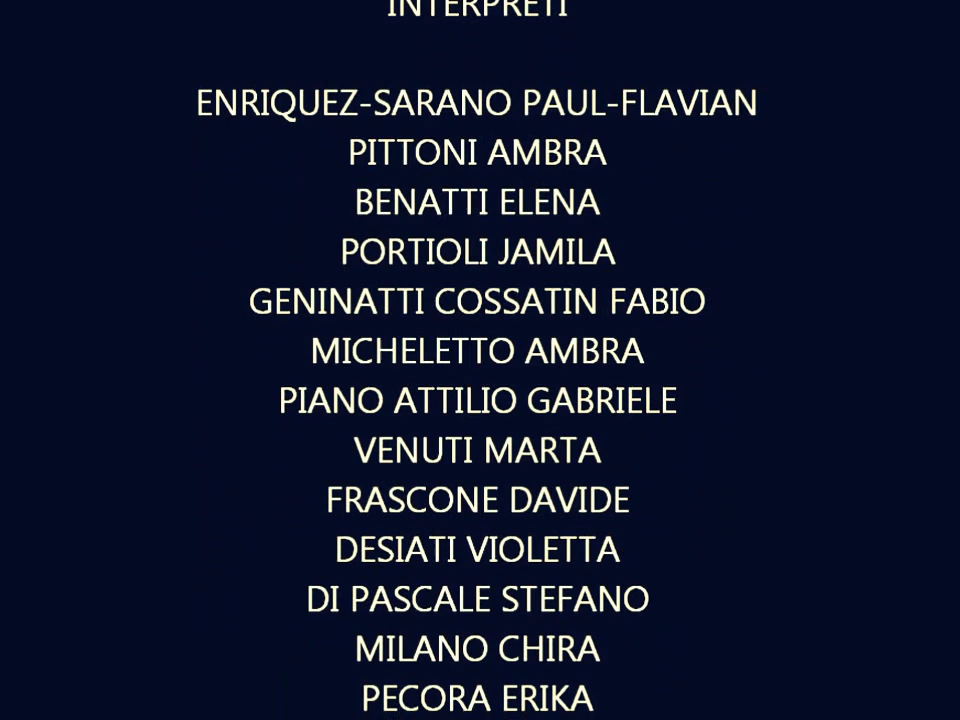 INTERPRETI
ENRIQUEZ-SARANO PAUL-FLAVIAN
PITTONI AMBRA
BENATTI ELENA
PORTIOLI JAMILA
GENINATTI COSSATIN FABIO
MICHELETTO AMBRA
PIANO ATTILIO GABRIELE
VENUTI MARTA
FRASCONE DAVIDE
DESIATI VIOLETTA
DI PASCALE STEFANO
MILANO CHIRA
PECORA ERIKA